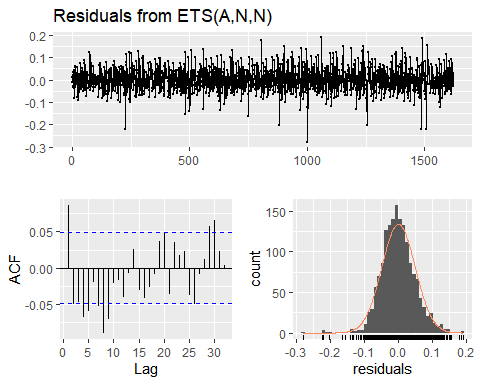 Residuals from ETS(A,N,N)
0.2
0.1
0.0
-0.1
-0.2
-0.3
0 500 1000 1500
ACF
0.05
0.00
-0.05
0 5 10 15 20 25 30
Lag
count
150
100
50
0
-0.3 -0.2 -0.1 0.0 0.1 0.2
residuals